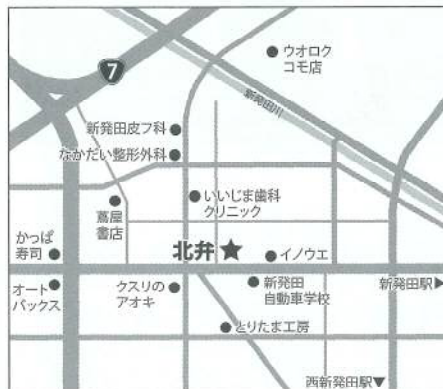 ウオロク
コモ店
7
新発田川
新発田皮フ科
なかだい整形外科
いいじま歯科
クリニック
蔦屋
書店
かっぱ
寿司
北弁
イノウエ
オート
バックス
クスリの
アオキ
新発田
自動車学校
新発田駅▶
とりたま工房
西新発田駅▼